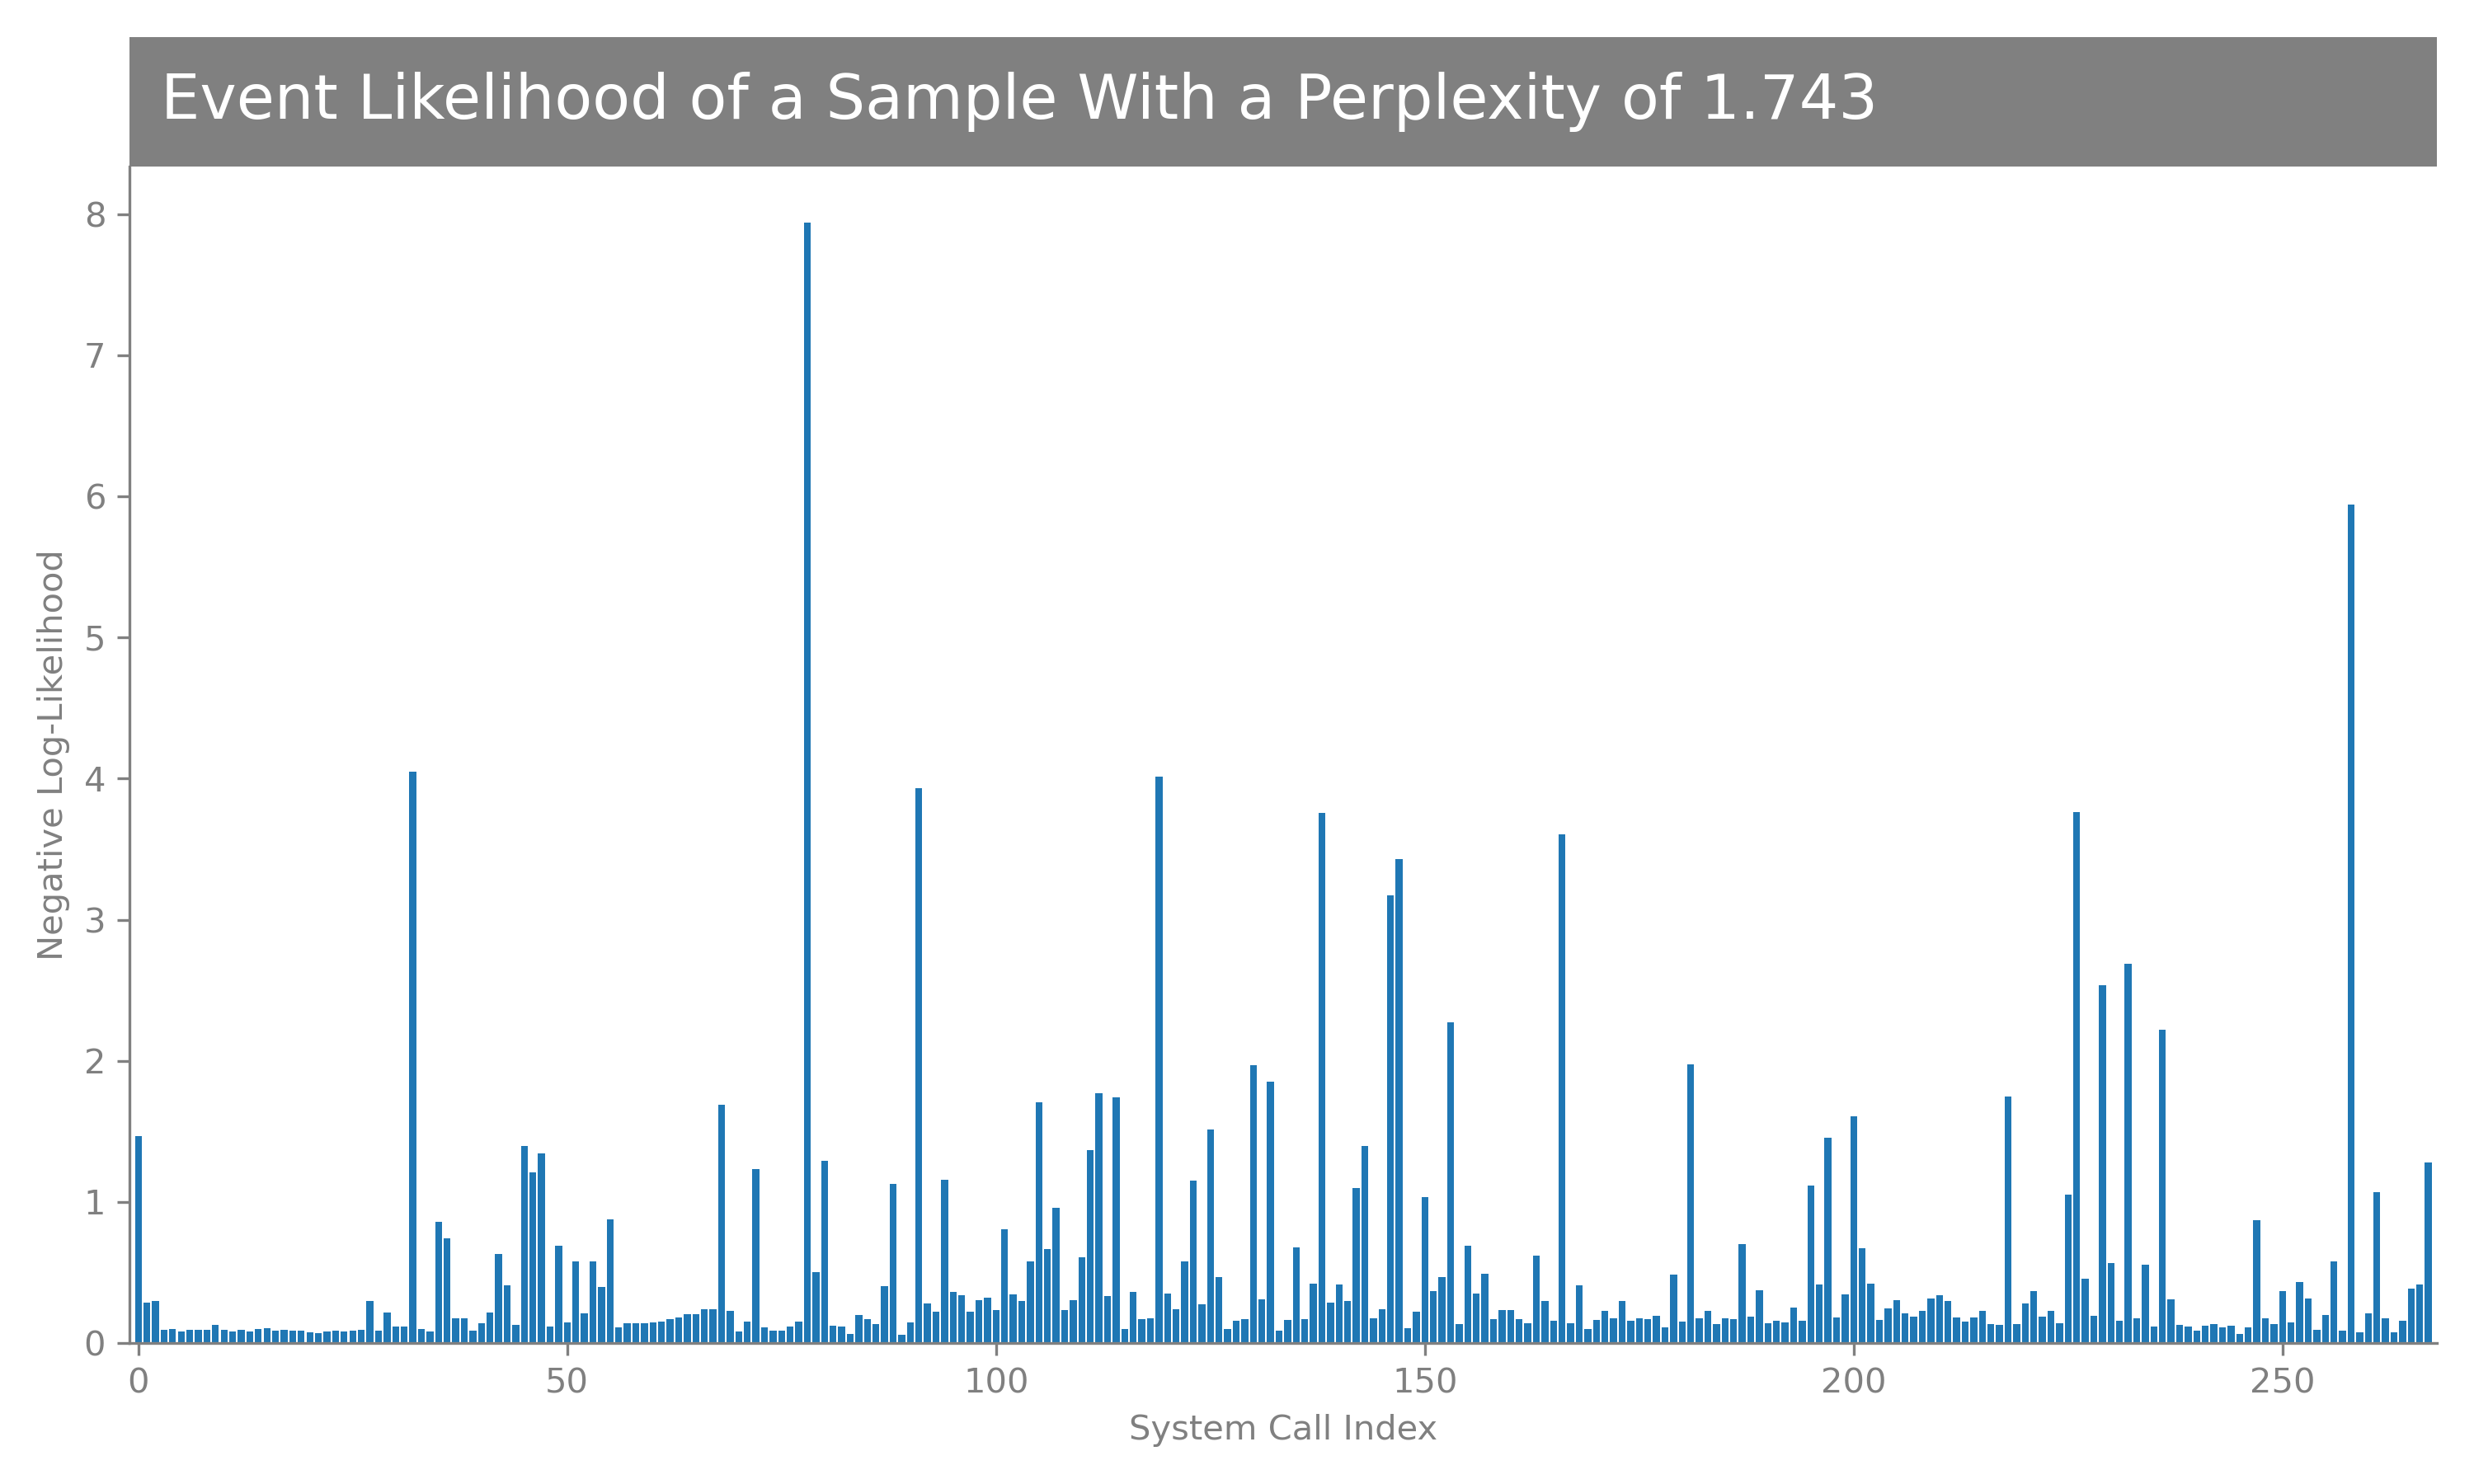 Event Likelihood of a Sample With a Perplexity of 1.743
Negative Log-Likelihood
8
7
6
5
4
3
2
1
0
0 50 100 150 200 250
System Call Index